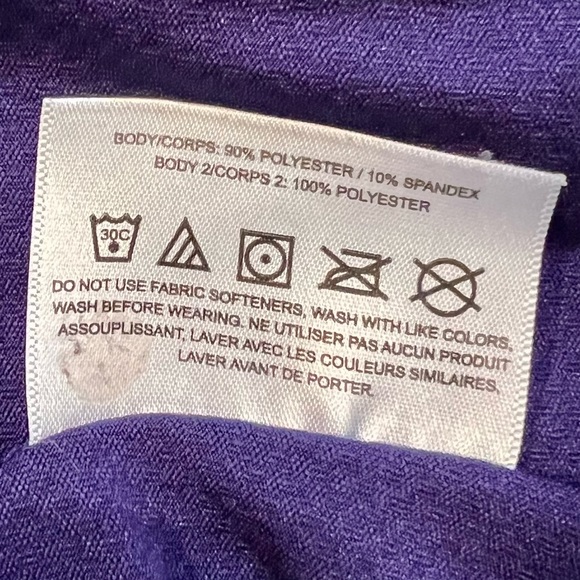 BODY/CORPS: 90% POLYESTER / 10% SPANDEX
BODY 2/CORPS 2: 100% POLYESTER
30C
DO NOT USE FABRIC SOFTENERS, WASH WITH LIKE COLORS,
WASH BEFORE WEARING. NE UTILISER PAS AUCUN PRODUIT
ASSOUPLISSANT, LAVER AVEC LES COULEURS SIMILAIRES,
LAVER AVANT DE PORTER.